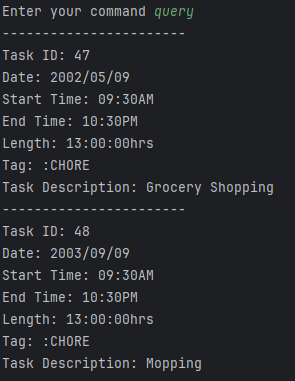 Enter your command query
-----------------------
Task ID: 47
Date: 2002/05/09
Start Time: 09:30AM
End Time: 10:30PM
Length: 13:00:00hrs
Tag: :CHORE
Task Description: Grocery Shopping
-----------------------
Task ID: 48
Date: 2003/09/09
Start Time: 09:30AM
End Time: 10:30PM
Length: 13:00:00hrs
Tag: :CHORE
Task Description: Mopping